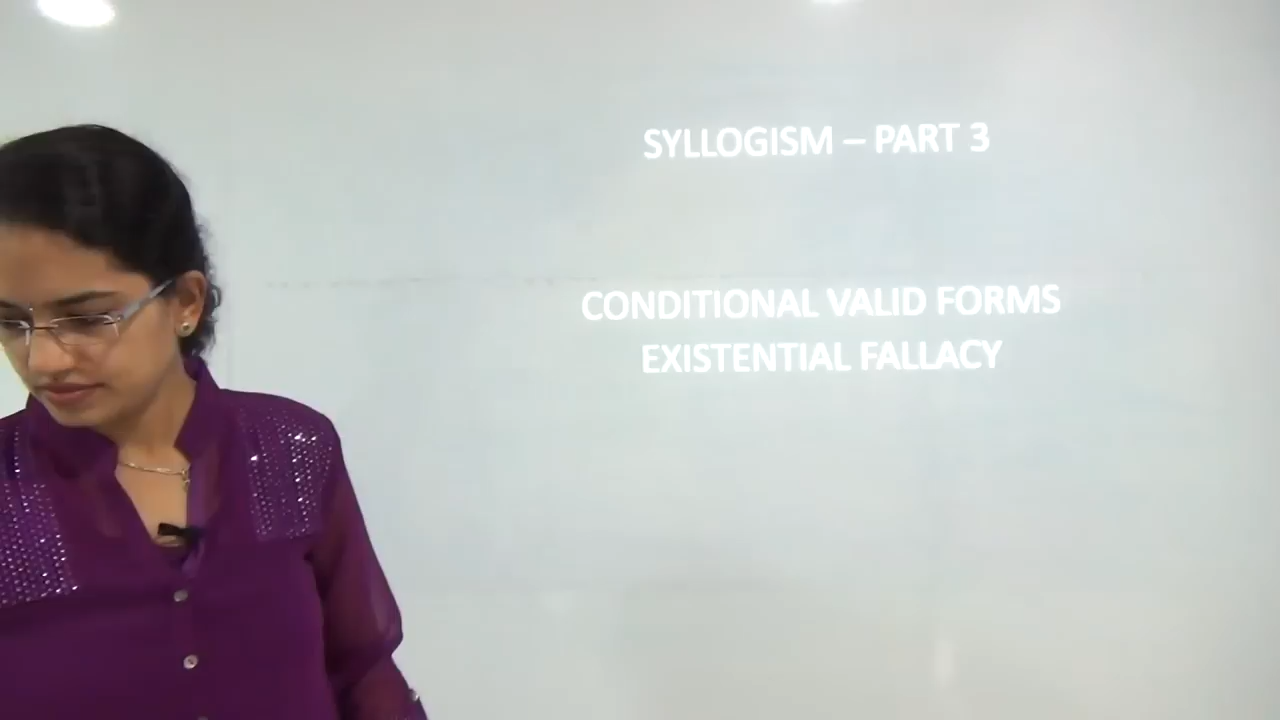 SYLLOGISM – PART 3
CONDITIONAL VALID FORMS
EXISTENTIAL FALLACY